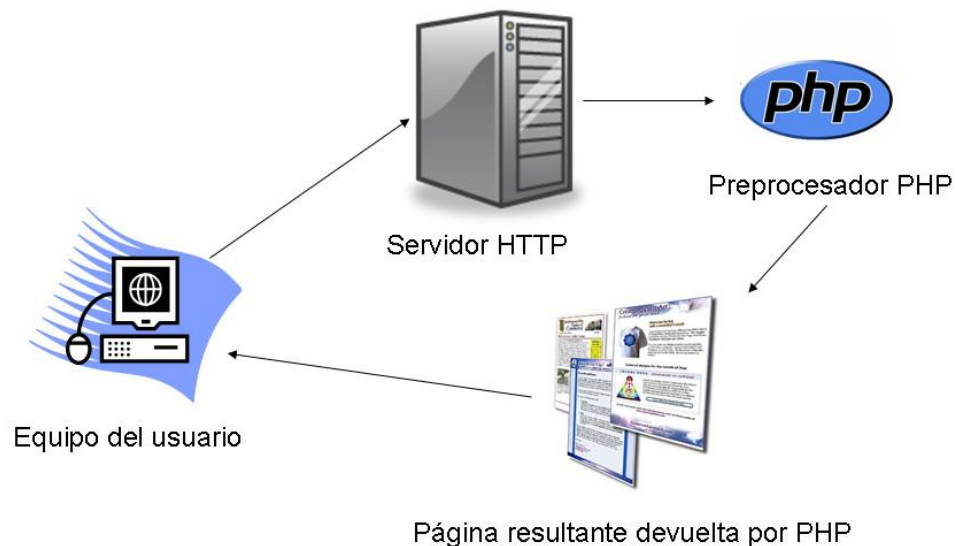 php
Preprocesador PHP
Servidor HTTP
Equipo del usuario
Página resultante devuelta por PHP